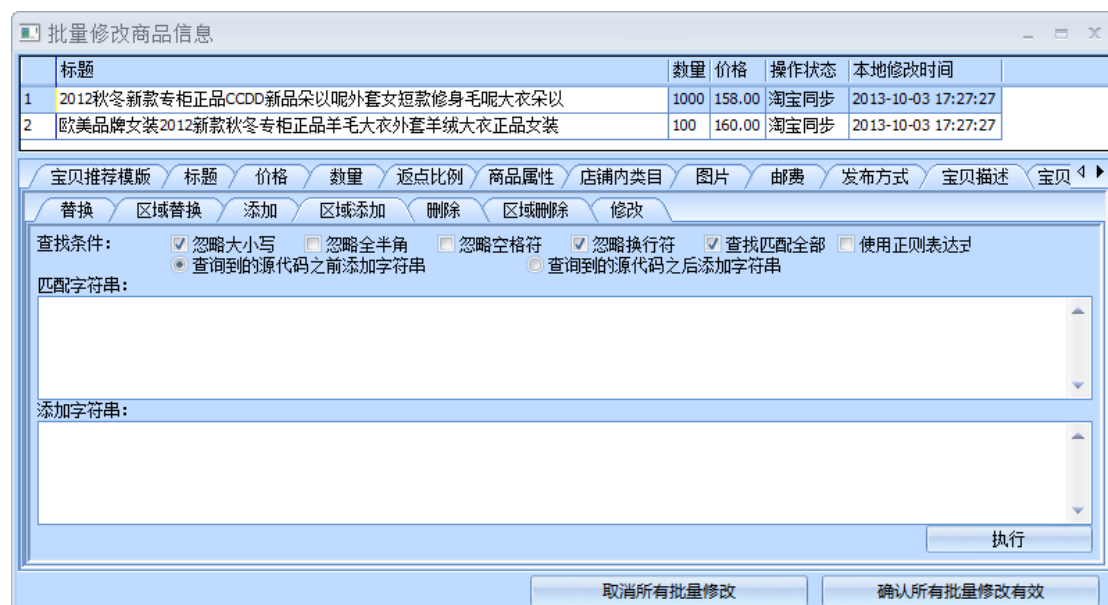 批量修改商品信息
标题 数量 价格 操作状态 本地修改时间
1 2012秋冬新款专柜正品CCDD新品朵以呢外套女短款修身毛呢大衣朵以 1000 158.00 淘宝同步 2013-10-03 17:27:27
2 欧美品牌女装2012新款秋冬专柜正品羊毛大衣外套羊绒大衣正品女装 100 160.00 淘宝同步 2013-10-03 17:27:27
宝贝推荐模版 标题 价格 数量 返点比例 商品属性 店铺内类目 图片 邮费 发布方式 宝贝描述 宝贝
替换 区域替换 添加 区域添加 删除 区域删除 修改
查找条件: 忽略大小写 忽略全半角 忽略空格符 忽略换行符 查找匹配全部 使用正则表达式
查询到的源代码之前添加字符串 查询到的源代码之后添加字符串
匹配字符串:
添加字符串:
执行
取消所有批量修改 确认所有批量修改有效